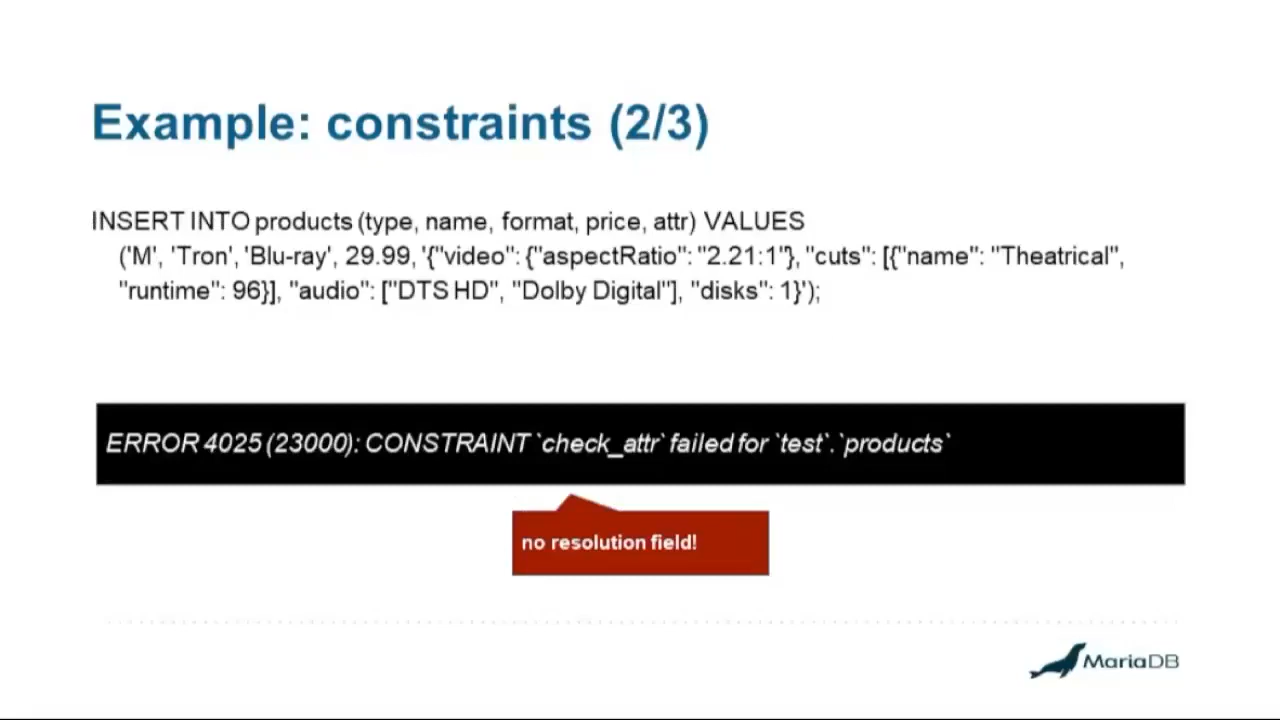 Example: constraints (2/3)
INSERT INTO products (type, name, format, price, attr) VALUES
('M', 'Tron', 'Blu-ray', 29.99, '{"video": {"aspectRatio": "2.21:1"}, "cuts": [{"name": "Theatrical",
"runtime": 96}], "audio": ["DTS HD", "Dolby Digital"], "disks": 1}');
ERROR 4025 (23000): CONSTRAINT `check_attr` failed for `test`.`products`
no resolution field!
MariaDB